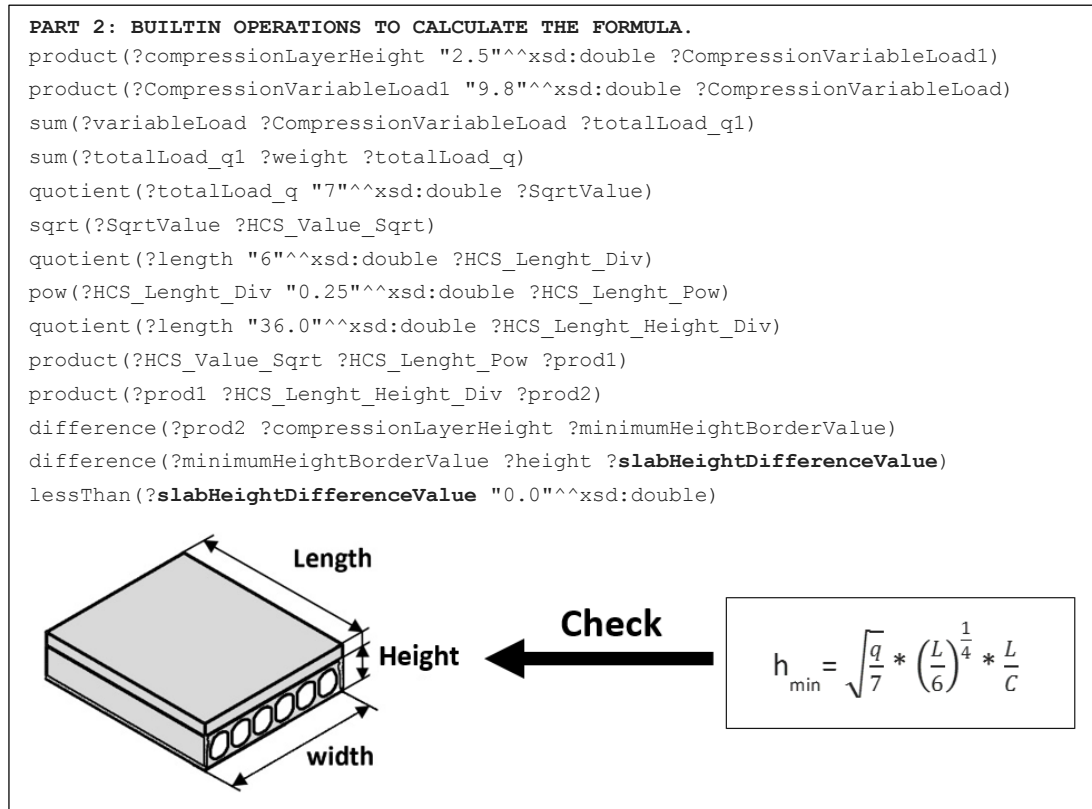 PART 2: BUILTIN OPERATIONS TO CALCULATE THE FORMULA.
product(?compressionLayerHeight "2.5"^^xsd:double ?CompressionVariableLoad1)
product(?CompressionVariableLoad1 "9.8"^^xsd:double ?CompressionVariableLoad)
sum(?variableLoad ?CompressionVariableLoad ?totalLoad_q1)
sum(?totalLoad_q1 ?weight ?totalLoad_q)
quotient(?totalLoad_q "7"^^xsd:double ?SqrtValue)
sqrt(?SqrtValue ?HCS_Value_Sqrt)
quotient(?length "6"^^xsd:double ?HCS_Lenght_Div)
pow(?HCS_Lenght_Div "0.25"^^xsd:double ?HCS_Lenght_Pow)
quotient(?length "36.0"^^xsd:double ?HCS_Lenght_Height_Div)
product(?HCS_Value_Sqrt ?HCS_Lenght_Pow ?prod1)
product(?prod1 ?HCS_Lenght_Height_Div ?prod2)
difference(?prod2 ?compressionLayerHeight ?minimumHeightBorderValue)
difference(?minimumHeightBorderValue ?height ?slabHeightDifferenceValue)
lessThan(?slabHeightDifferenceValue "0.0"^^xsd:double)
Length
Height
width
Check
h_min = √(q/7) * (L/6)^(1/4) * L/C